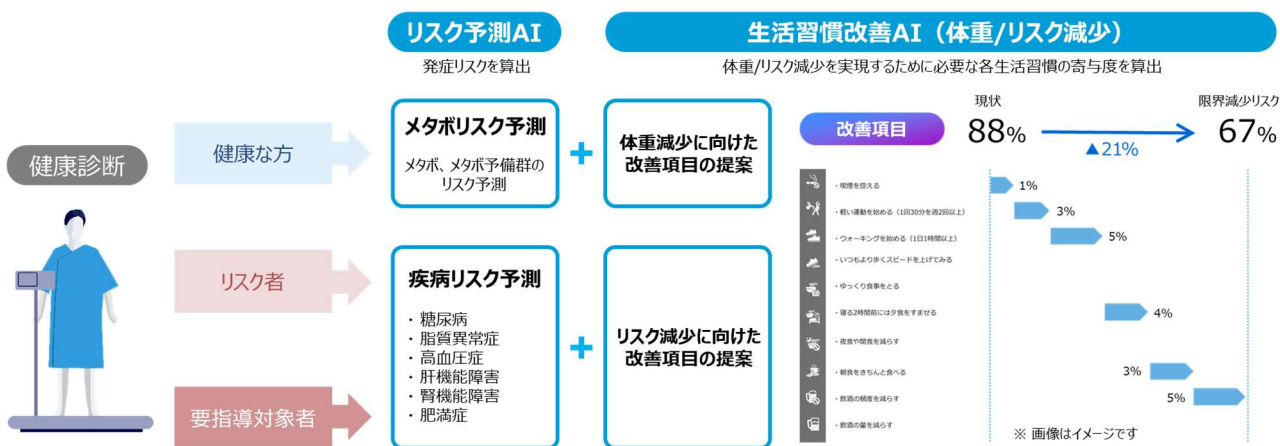 リスク予測AI
発症リスクを算出
生活習慣改善AI（体重/リスク減少）
体重/リスク減少を実現するために必要な各生活習慣の寄与度を算出
健康診断
健康な方
リスク者
要指導対象者
メタボリスク予測
メタボ、メタボ予備群の
リスク予測
+
体重減少に向けた
改善項目の提案
疾病リスク予測
・ 糖尿病
・ 脂質異常症
・ 高血圧症
・ 肝機能障害
・ 腎機能障害
・ 肥満症
+
リスク減少に向けた
改善項目の提案
改善項目
現状
88%
▲21%
限界減少リスク
67%
・喫煙を控える
1%
・軽い運動を始める（1回30分を週2回以上）
3%
・ウォーキングを始める（1日1時間以上）
5%
・いつもより歩くスピードを上げてみる
・ゆっくり食事をとる
・寝る2時間前には夕食をすませる
4%
・夜食や間食を減らす
・朝食をきちんと食べる
3%
・飲酒の頻度を減らす
5%
・飲酒の量を減らす
※ 画像はイメージです